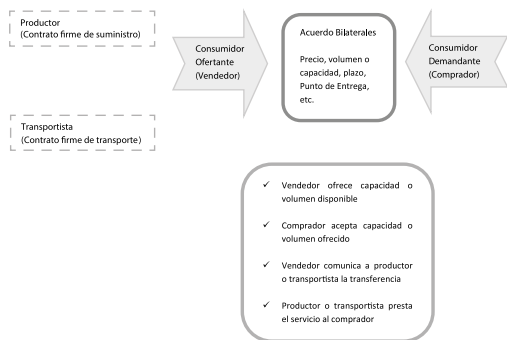 Productor
(Contrato firme de suministro)
Consumidor
Ofertante
(Vendedor)
Acuerdo Bilaterales
Precio, volumen o
capacidad, plazo,
Punto de Entrega,
etc.
Consumidor
Demandante
(Comprador)
Transportista
(Contrato firme de transporte)
✓ Vendedor ofrece capacidad o
volumen disponible
✓ Comprador acepta capacidad o
volumen ofrecido
✓ Vendedor comunica a productor
o transportista la transferencia
✓ Productor o transportista presta
el servicio al comprador